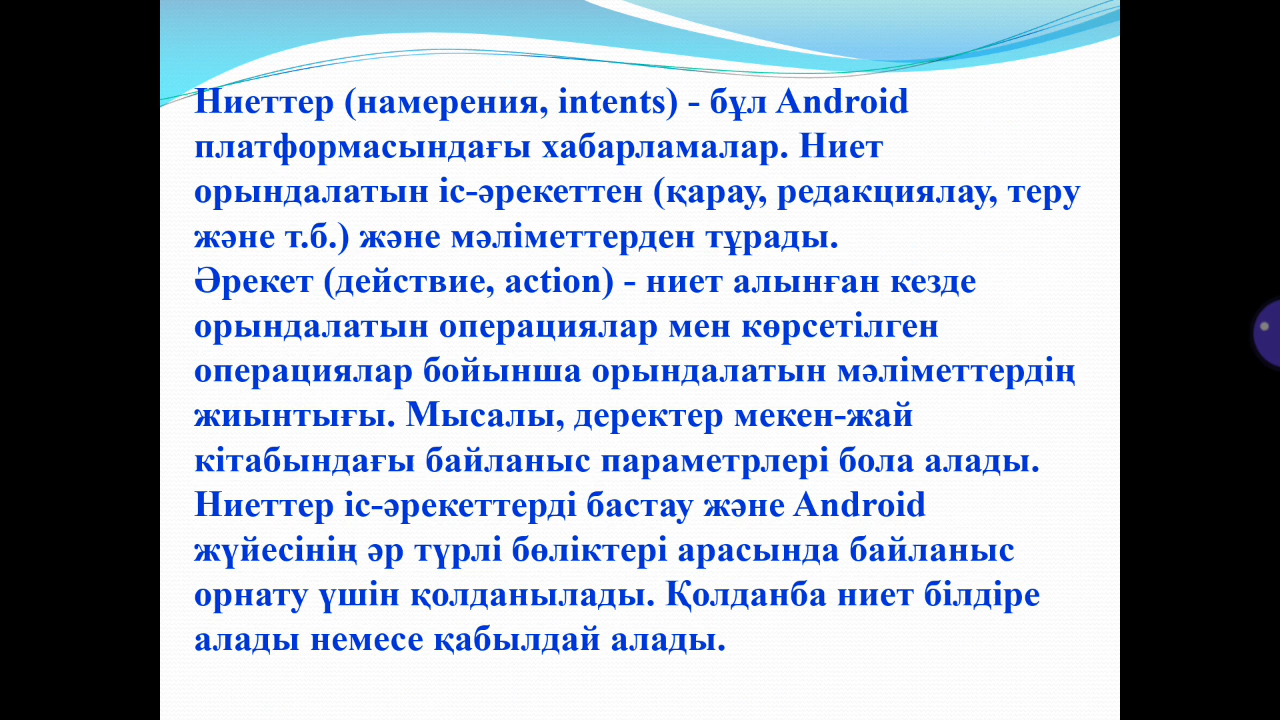 Ниеттер (намерения, intents) - бұл Android
платформасындағы хабарламалар. Ниет
орындалатын іс-әрекеттен (қарау, редакциялау, теру
және т.б.) және мәліметтерден тұрады.
Әрекет (действие, action) - ниет алынған кезде
орындалатын операциялар мен көрсетілген
операциялар бойынша орындалатын мәліметтердің
жиынтығы. Мысалы, деректер мекен-жай
кітабындағы байланыс параметрлері бола алады.
Ниеттер іс-әрекеттерді бастау және Android
жүйесінің әр түрлі бөліктері арасында байланыс
орнату үшін қолданылады. Қолданба ниет білдіре
алады немесе қабылдай алады.